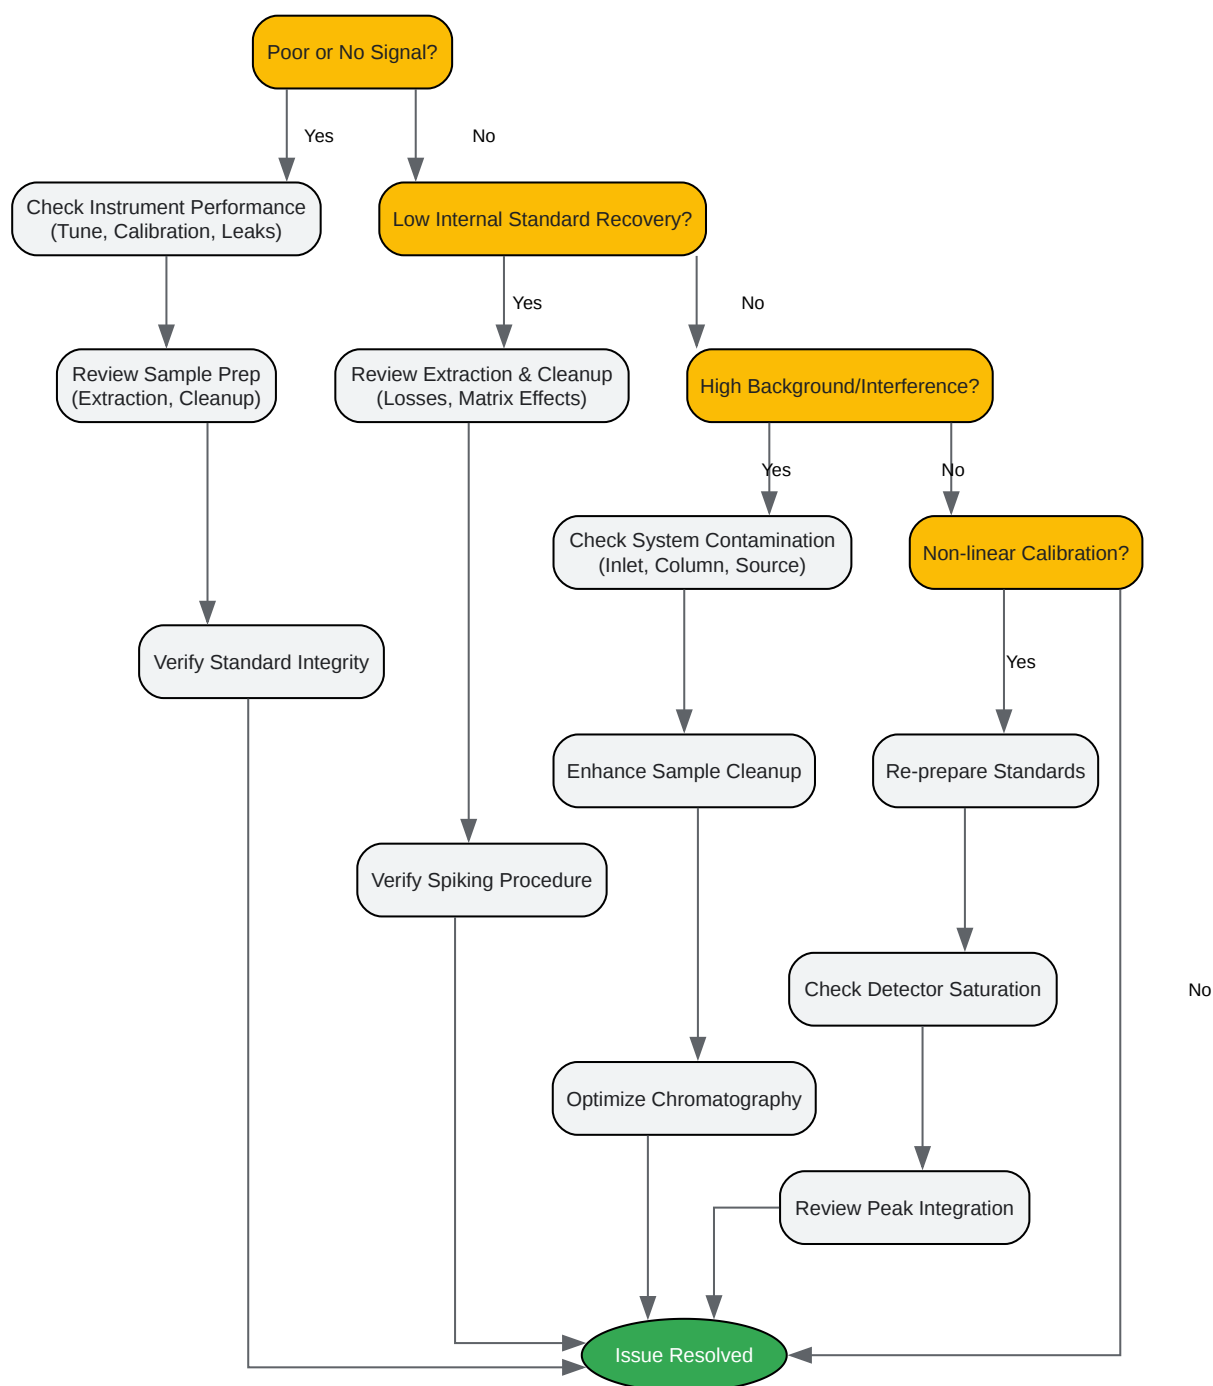 Poor or No Signal?
Yes
No
Check Instrument Performance
(Tune, Calibration, Leaks)
Low Internal Standard Recovery?
Yes
No
Review Sample Prep
(Extraction, Cleanup)
Review Extraction & Cleanup
(Losses, Matrix Effects)
High Background/Interference?
Yes
No
Check System Contamination
(Inlet, Column, Source)
Non-linear Calibration?
Verify Standard Integrity
Yes
Enhance Sample Cleanup
Re-prepare Standards
Verify Spiking Procedure
Check Detector Saturation
No
Optimize Chromatography
Review Peak Integration
Issue Resolved